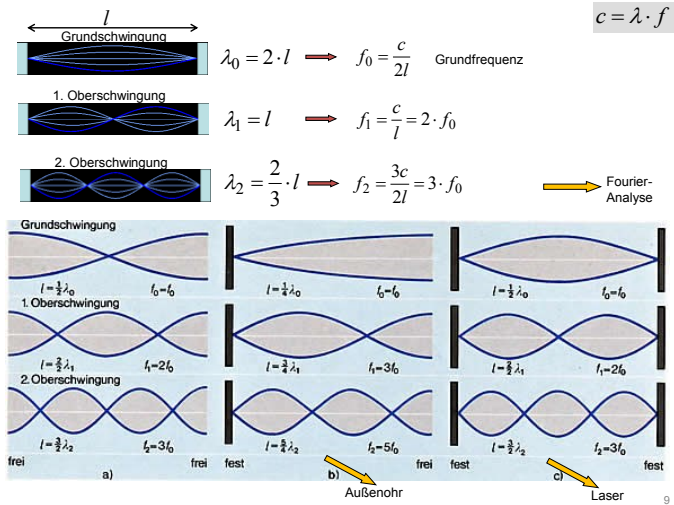 l
c = λ · f
Grundschwingung
λ₀ = 2 · l
f₀ = c/2l
Grundfrequenz
1. Oberschwingung
λ₁ = l
f₁ = c/l = 2 · f₀
2. Oberschwingung
λ₂ = 2/3 · l
f₂ = 3c/2l = 3 · f₀
Fourier-
Analyse
Grundschwingung
l = ½ λ₀ f₀=f₀
l = ¼ λ₀ f₀=f₀
l = ½ λ₀ f₀=f₀
1. Oberschwingung
l = 2/2 λ₁ f₁=2f₀
l = ¾ λ₁ f₁=3f₀
l = 2/2 λ₁ f₁=2f₀
2. Oberschwingung
l = 3/2 λ₂ f₂=3f₀
l = 5/4 λ₂ f₂=5f₀
l = 3/2 λ₂ f₂=3f₀
frei frei fest frei fest fest
a) b) c)
Außenohr
Laser
9